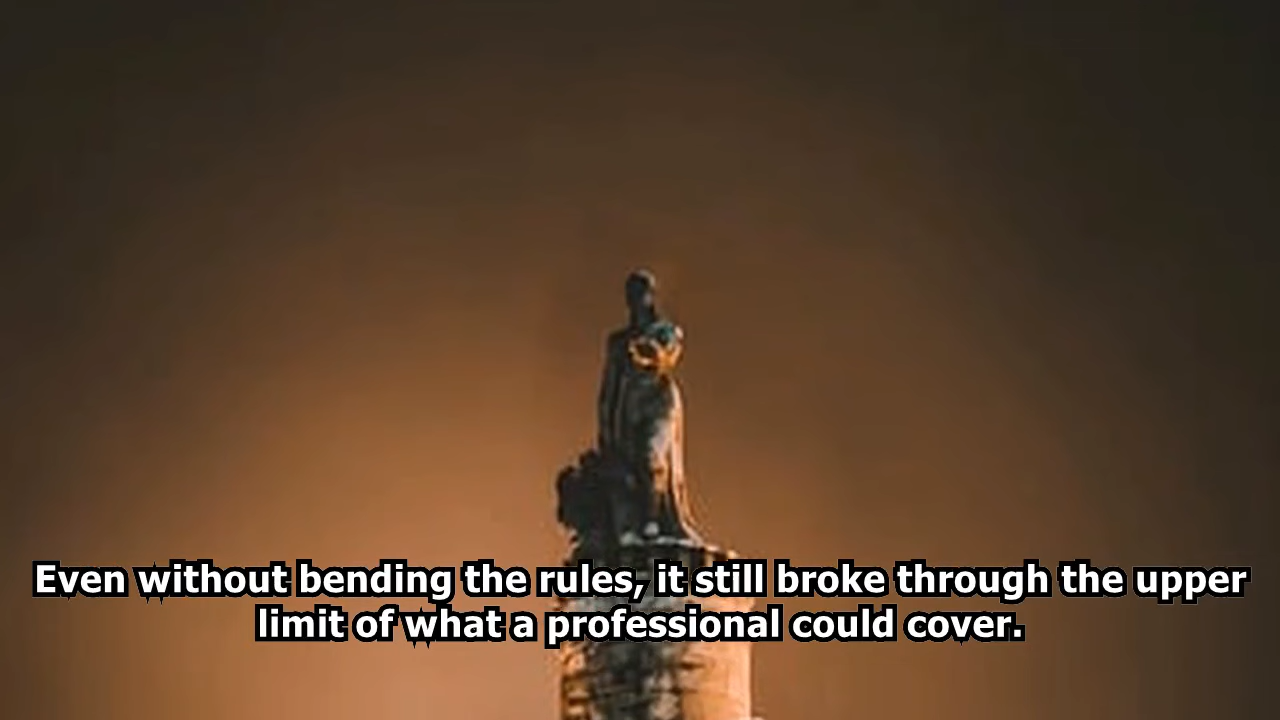 Even without bending the rules, it still broke through the upper
limit of what a professional could cover.